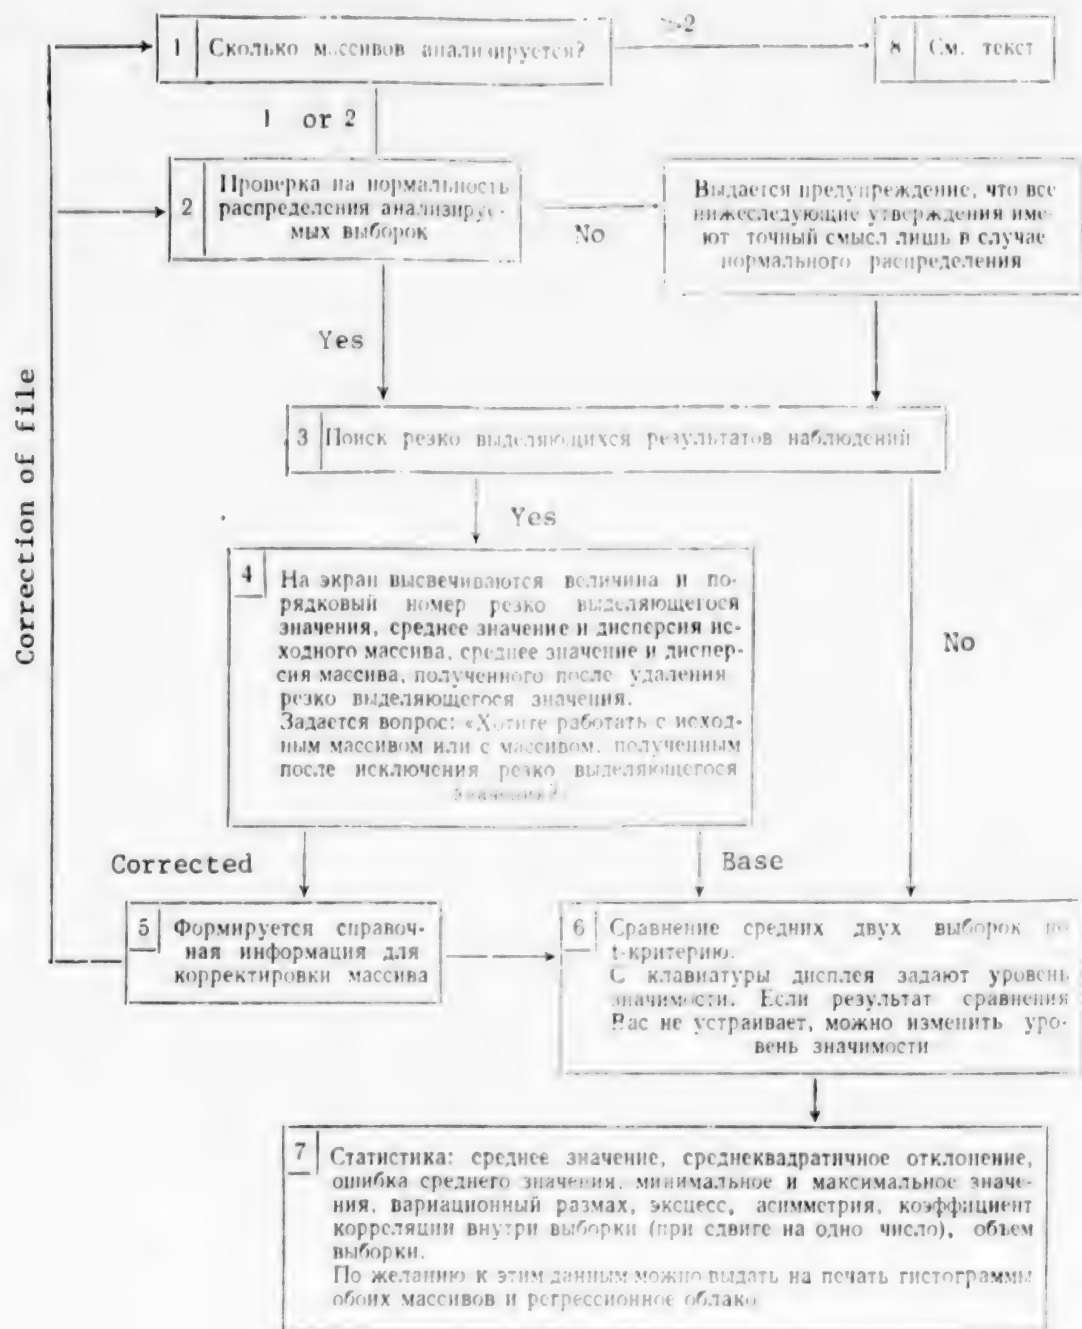 1 Сколько массивов анализируется?
>2
8 См. текст
1 or 2
2 Проверка на нормальность
распределения анализируе-
мых выборок
No
Выдается предупреждение, что все
нижеследующие утверждения име-
ют точный смысл лишь в случае
нормального распределения
Yes
Correction of file
3 Поиск резко выделяющихся результатов наблюдений
Yes
No
4 На экран высвечиваются величина и по-
рядковый номер резко выделяющегося
значения, среднее значение и дисперсия ис-
ходного массива, среднее значение и диспер-
сия массива, полученного после удаления
резко выделяющегося значения.
Задается вопрос: «Хотите работать с исход-
ным массивом или с массивом, полученным
после исключения резко выделяющегося
значения?»
Corrected
Base
5 Формируется справоч-
ная информация для
корректировки массива
6 Сравнение средних двух выборок по
t-критерию.
С клавиатуры дисплея задают уровень
значимости. Если результат сравнения
Вас не устраивает, можно изменить уро-
вень значимости
7 Статистика: среднее значение, среднеквадратичное отклонение,
ошибка среднего значения, минимальное и максимальное значе-
ния, вариационный размах, эксцесс, асимметрия, коэффициент
корреляции внутри выборки (при сдвиге на одно число), объем
выборки.
По желанию к этим данным можно выдать на печать гистограммы
обоих массивов и регрессионное облако